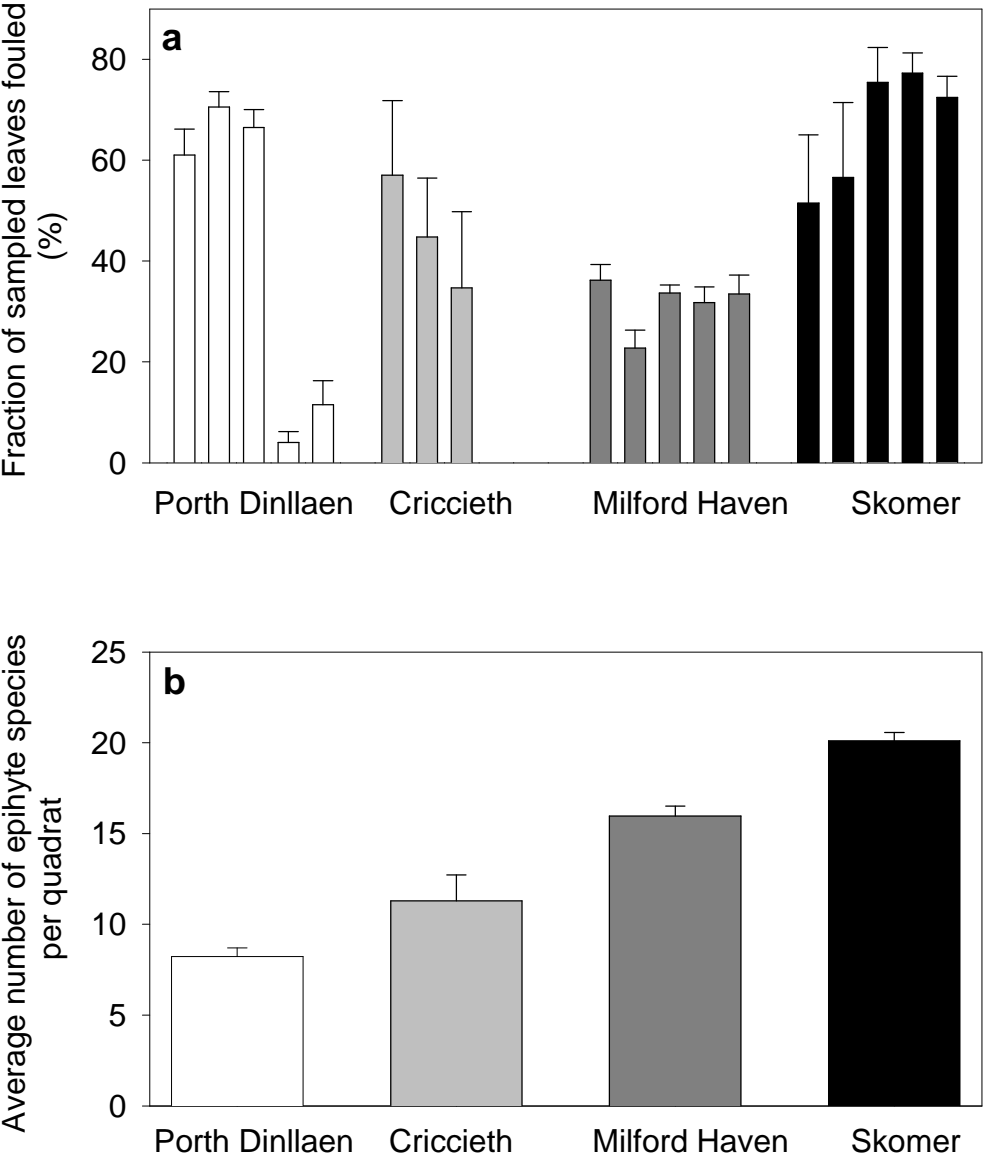 a
Fraction of sampled leaves fouled
(%)
80
60
40
20
0
Porth Dinllaen Criccieth Milford Haven Skomer
b
Average number of epihyte species
per quadrat
25
20
15
10
5
0
Porth Dinllaen Criccieth Milford Haven Skomer